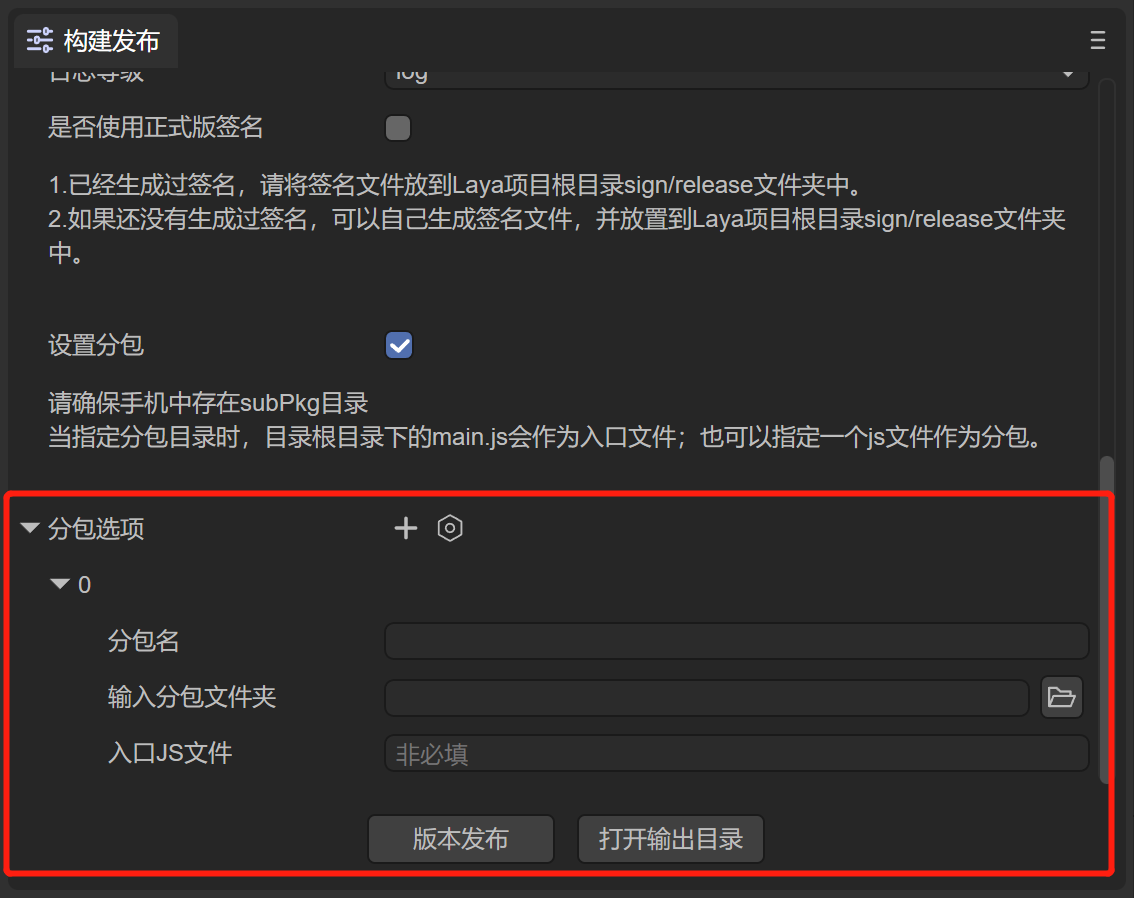 构建发布
日志等级 log
是否使用正式版签名
1.已经生成过签名，请将签名文件放到Laya项目根目录sign/release文件夹中。
2.如果还没有生成过签名，可以自己生成签名文件，并放置到Laya项目根目录sign/release文件夹
中。
设置分包
请确保手机中存在subPkg目录
当指定分包目录时，目录根目录下的main.js会作为入口文件；也可以指定一个js文件作为分包。
分包选项
0
分包名
输入分包文件夹
入口JS文件 非必填
版本发布 打开输出目录